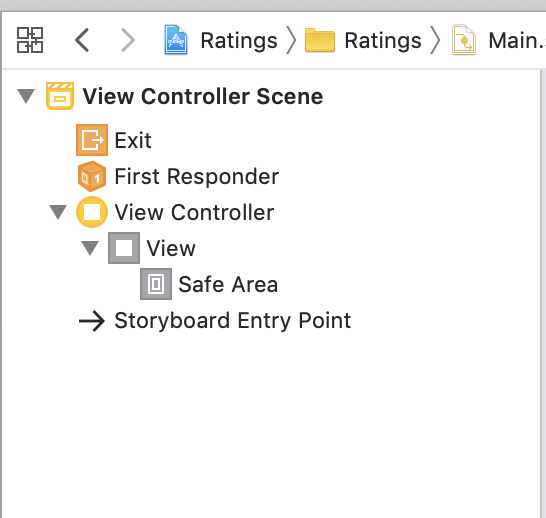 Ratings Ratings Main.
View Controller Scene
Exit
First Responder
View Controller
View
Safe Area
Storyboard Entry Point